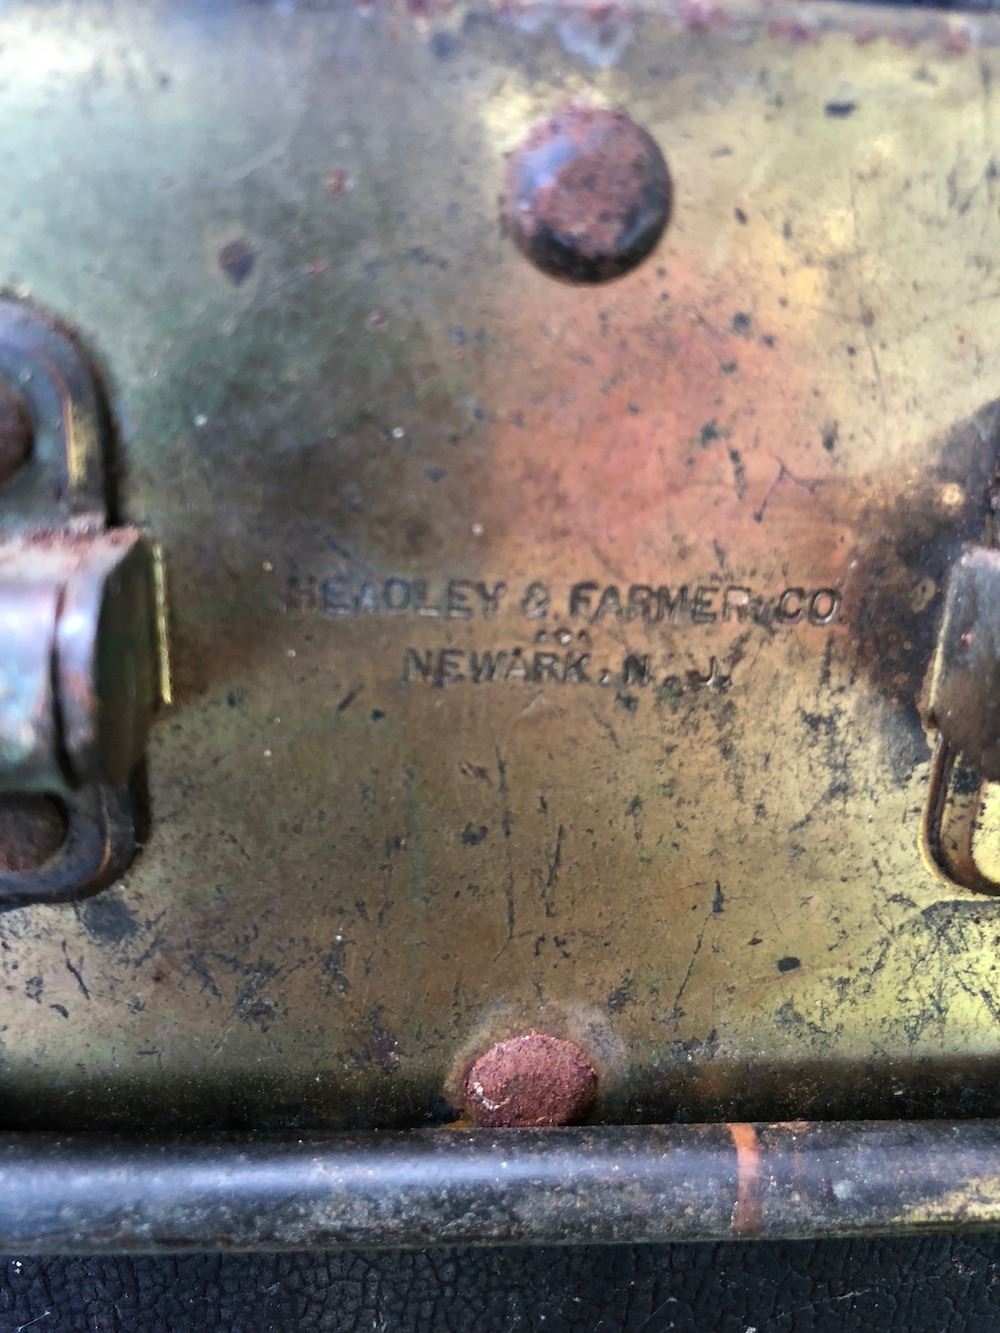 HEADLEY & FARMER CO.
NEWARK, N. J.